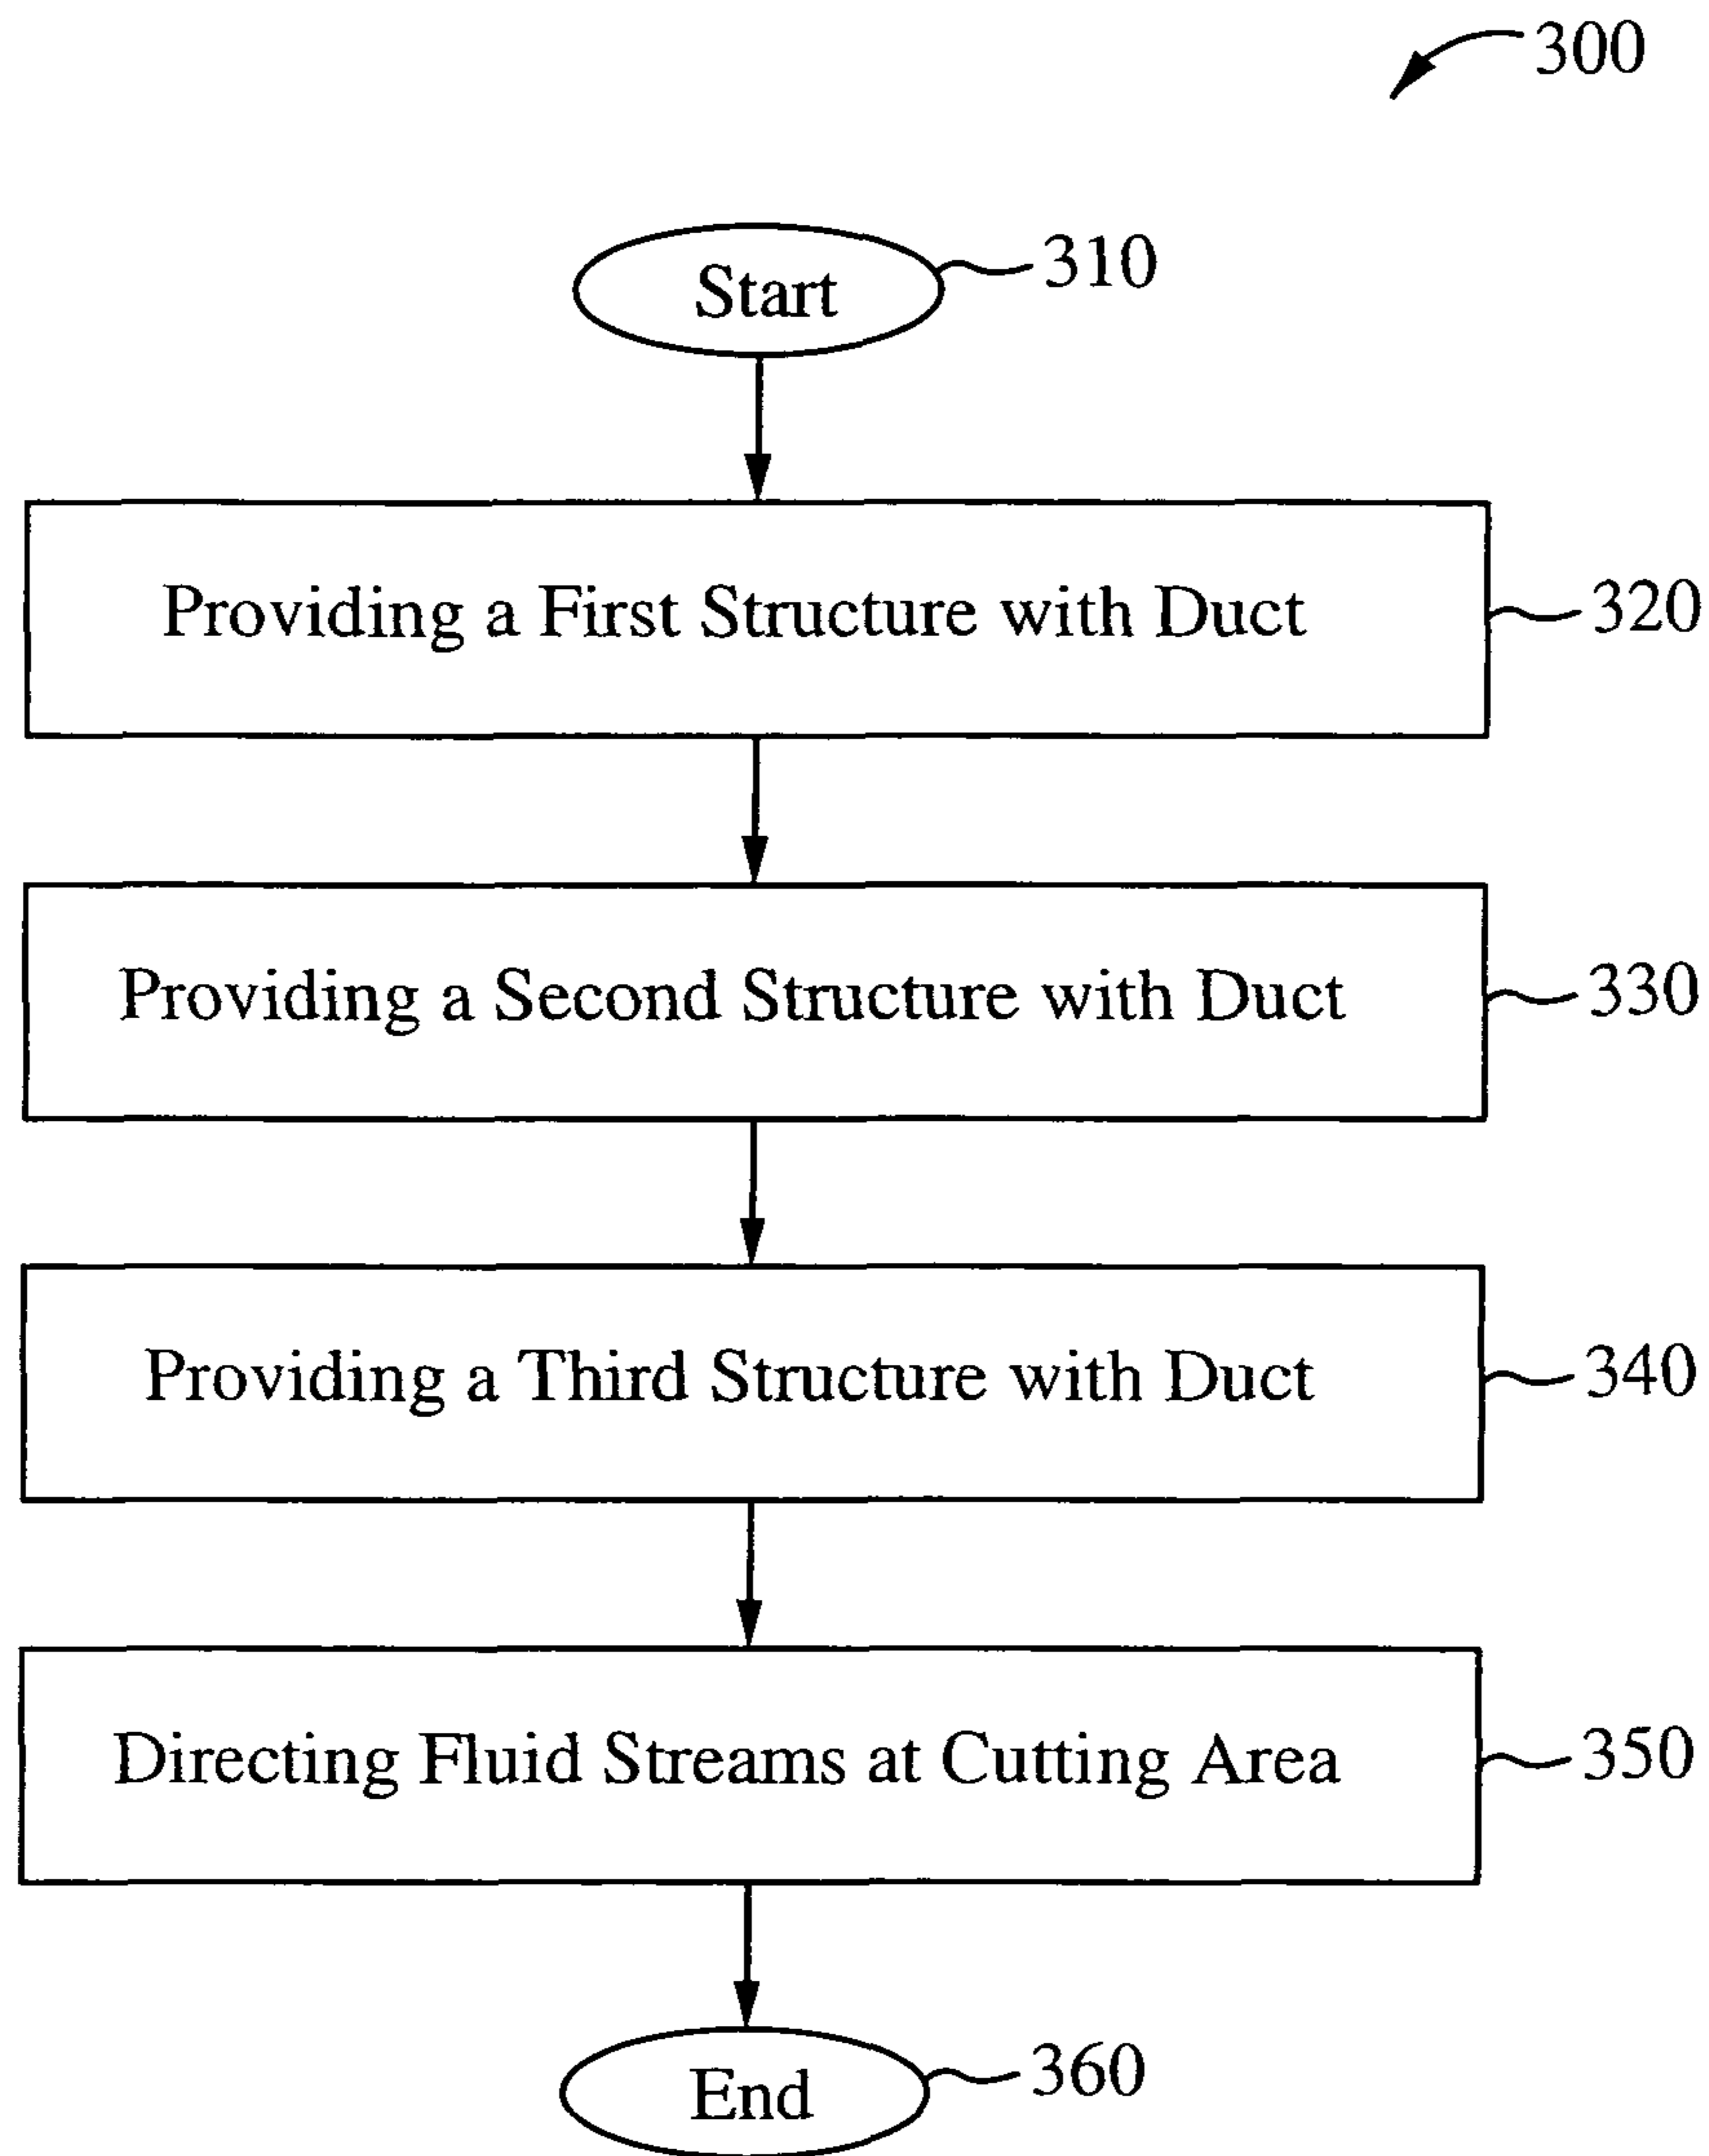 300
Start
310
Providing a First Structure with Duct
320
Providing a Second Structure with Duct
330
Providing a Third Structure with Duct
340
Directing Fluid Streams at Cutting Area
350
End
360